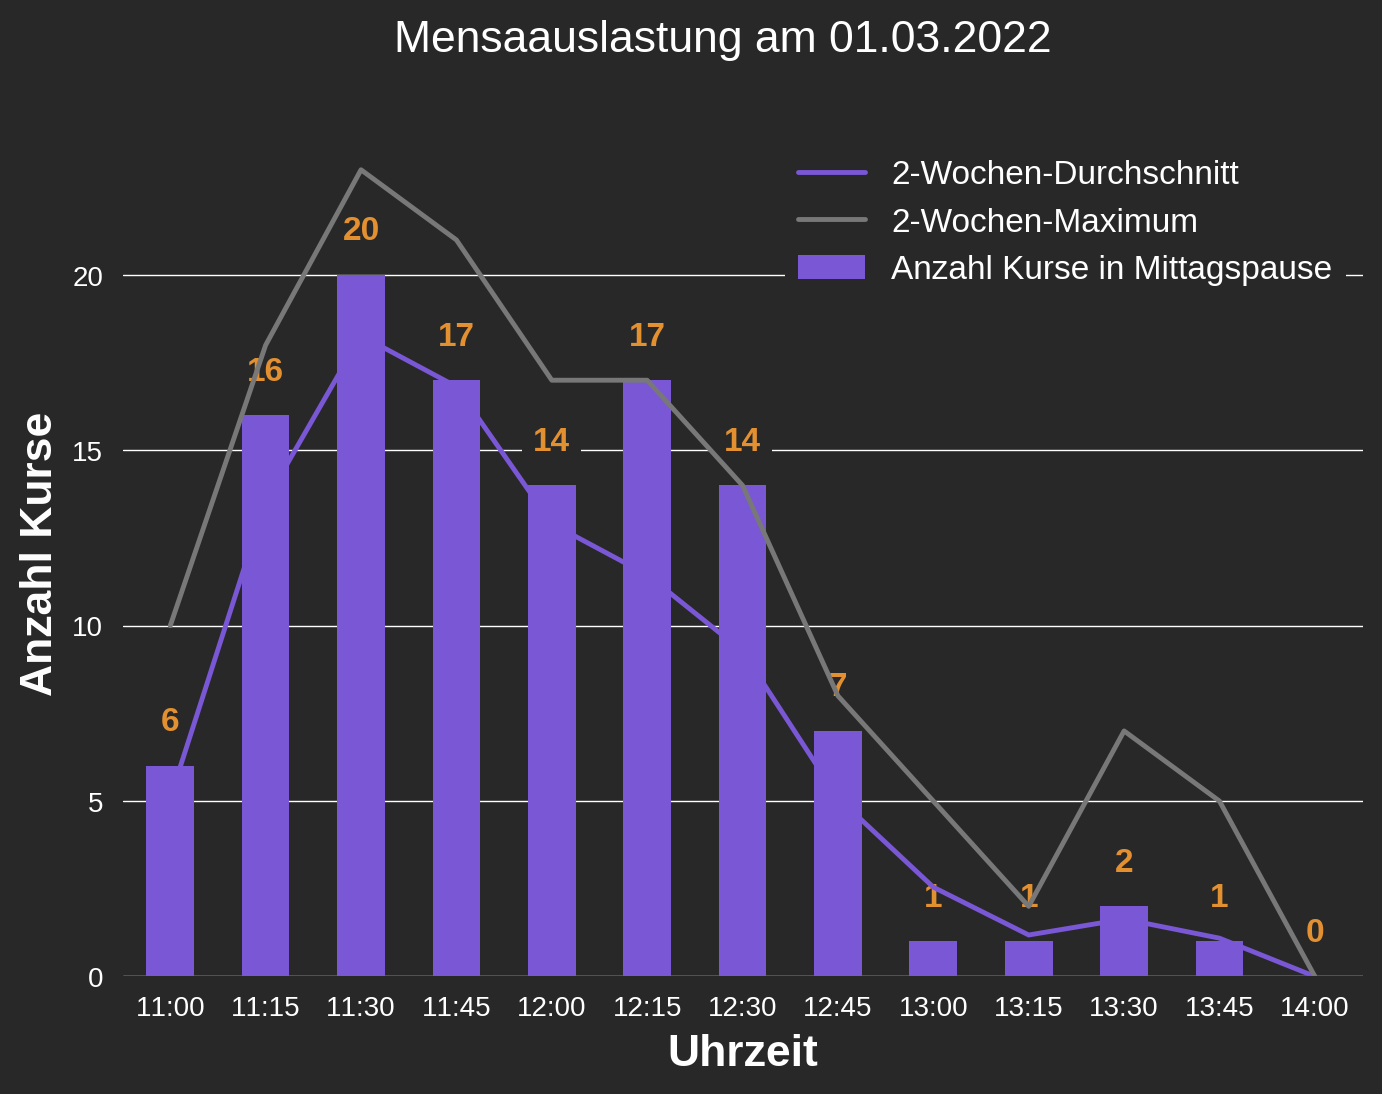 Mensaauslastung am 01.03.2022
2-Wochen-Durchschnitt
2-Wochen-Maximum
Anzahl Kurse in Mittagspause
Anzahl Kurse
20
15
10
5
0
6
16
20
17
14
17
14
7
1
1
2
1
0
11:00 11:15 11:30 11:45 12:00 12:15 12:30 12:45 13:00 13:15 13:30 13:45 14:00
Uhrzeit